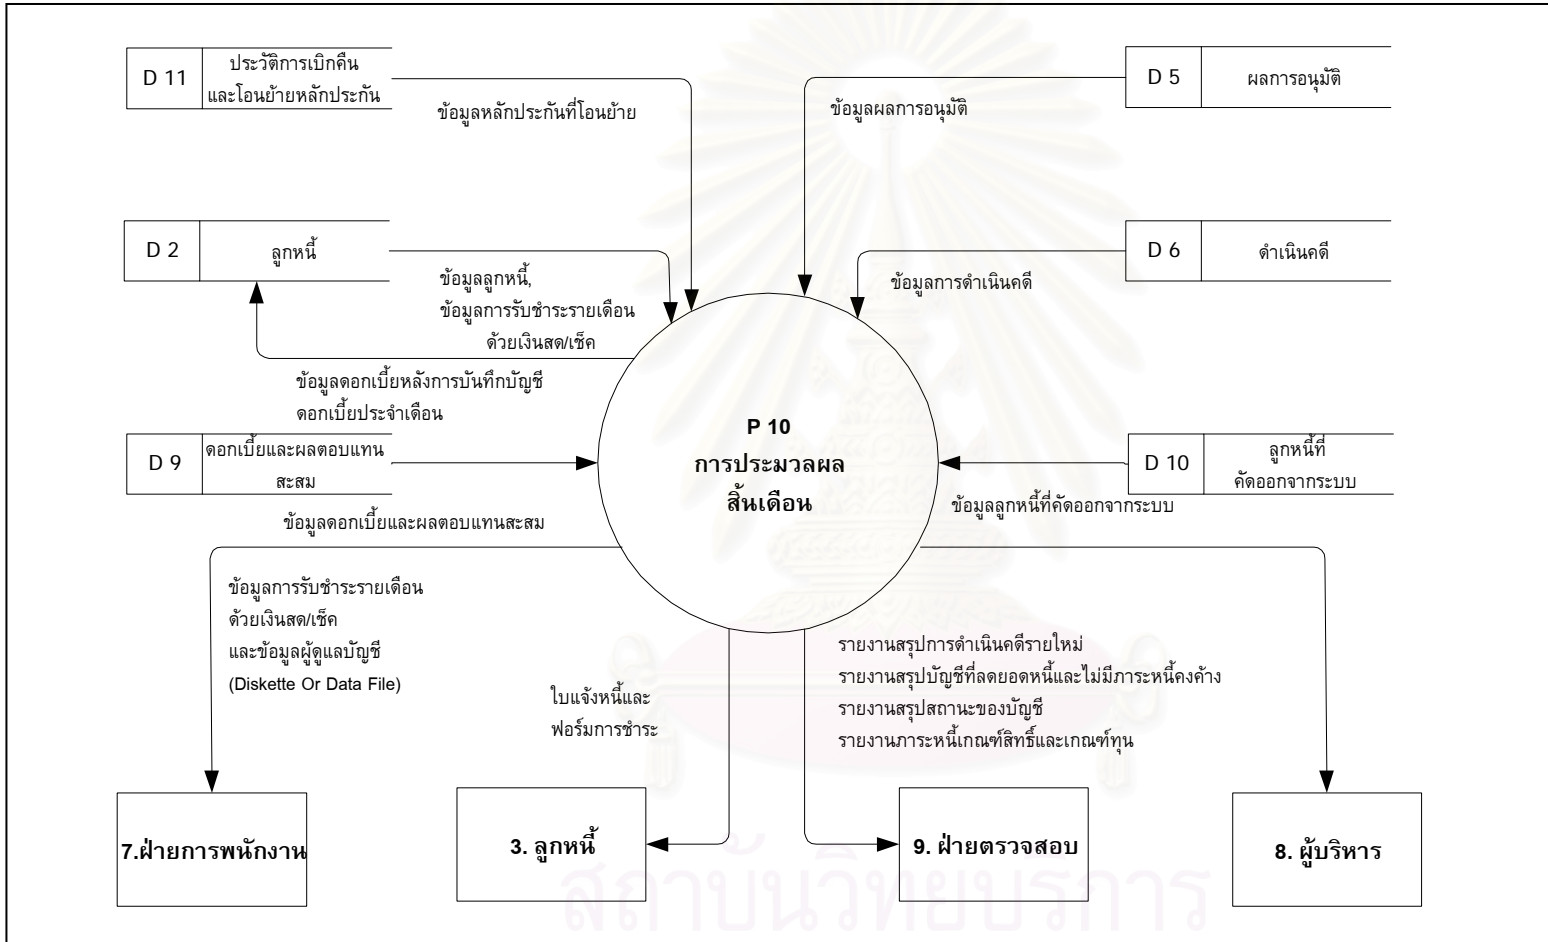 D 11
ประวัติการเบิกคืน
และโอนย้ายหลักประกัน
ข้อมูลหลักประกันที่โอนย้าย
D 5
ผลการอนุมัติ
ข้อมูลผลการอนุมัติ
D 2
ลูกหนี้
ข้อมูลลูกหนี้,
ข้อมูลการรับชำระรายเดือน
ด้วยเงินสด/เช็ค
D 6
ดำเนินคดี
ข้อมูลการดำเนินคดี
ข้อมูลดอกเบี้ยหลังการบันทึกบัญชี
ดอกเบี้ยประจำเดือน
P 10
การประมวลผล
สิ้นเดือน
D 9
ดอกเบี้ยและผลตอบแทน
สะสม
ข้อมูลดอกเบี้ยและผลตอบแทนสะสม
D 10
ลูกหนี้ที่
คัดออกจากระบบ
ข้อมูลลูกหนี้ที่คัดออกจากระบบ
ข้อมูลการรับชำระรายเดือน
ด้วยเงินสด/เช็ค
และข้อมูลผู้ดูแลบัญชี
(Diskette Or Data File)
ใบแจ้งหนี้และ
ฟอร์มการชำระ
รายงานสรุปการดำเนินคดีรายใหม่
รายงานสรุปบัญชีที่ลดยอดหนี้และไม่มีภาระหนี้คงค้าง
รายงานสรุปสถานะของบัญชี
รายงานภาระหนี้เกณฑ์สิทธิ์และเกณฑ์ทุน
7.ฝ่ายการพนักงาน
3. ลูกหนี้
9. ฝ่ายตรวจสอบ
8. ผู้บริหาร
สถาบันวิทยบริการ